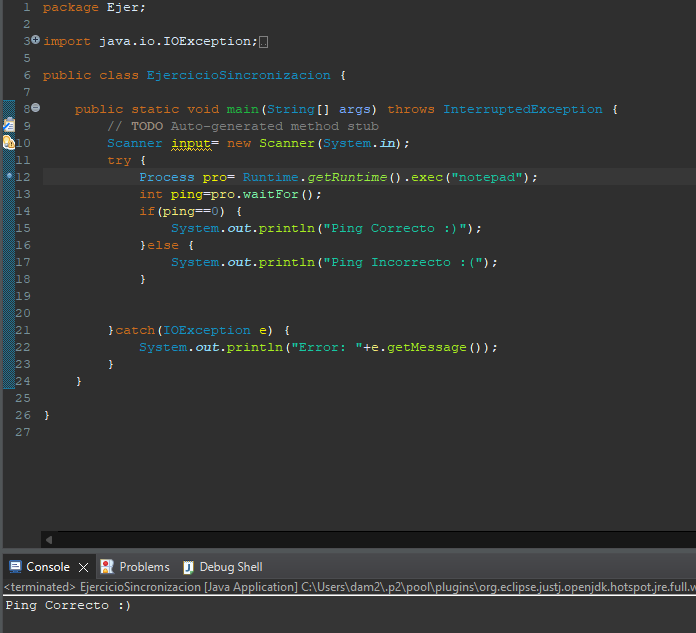 1 package Ejer;
2
3 import java.io.IOException;
5
6 public class EjercicioSincronizacion {
7
8 public static void main(String[] args) throws InterruptedException {
9 // TODO Auto-generated method stub
10 Scanner input= new Scanner(System.in);
11 try {
12 Process pro= Runtime.getRuntime().exec("notepad");
13 int ping=pro.waitFor();
14 if(ping==0) {
15 System.out.println("Ping Correcto :)");
16 }else {
17 System.out.println("Ping Incorrecto :(");
18 }
19
20
21 }catch(IOException e) {
22 System.out.println("Error: "+e.getMessage());
23 }
24 }
25
26 }
27
Console Problems Debug Shell
<terminated> EjercicioSincronizacion [Java Application] C:\Users\dam2\.p2\pool\plugins\org.eclipse.justj.openjdk.hotspot.jre.full.w
Ping Correcto :)